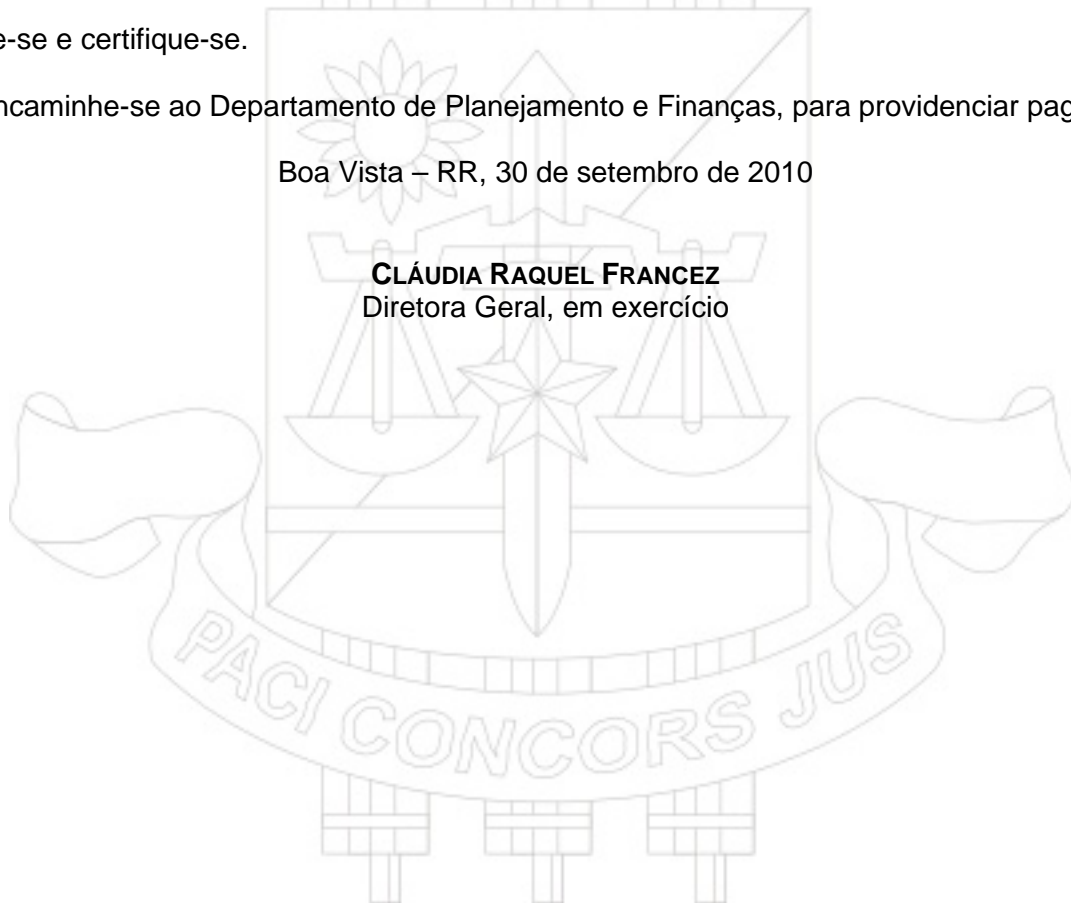 e-se e certifique-se.
ncaminhe-se ao Departamento de Planejamento e Finanças, para providenciar pag
Boa Vista – RR, 30 de setembro de 2010
CLÁUDIA RAQUEL FRANCEZ
Diretora Geral, em exercício
PACI CONCORS JUS